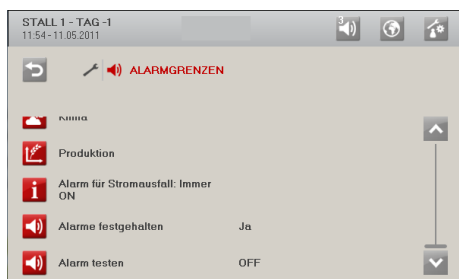 STALL 1 - TAG -1
11:54 - 11.05.2011
3
ALARMGRENZEN
Klima
Produktion
Alarm für Stromausfall: Immer
ON
Alarme festgehalten Ja
Alarm testen OFF